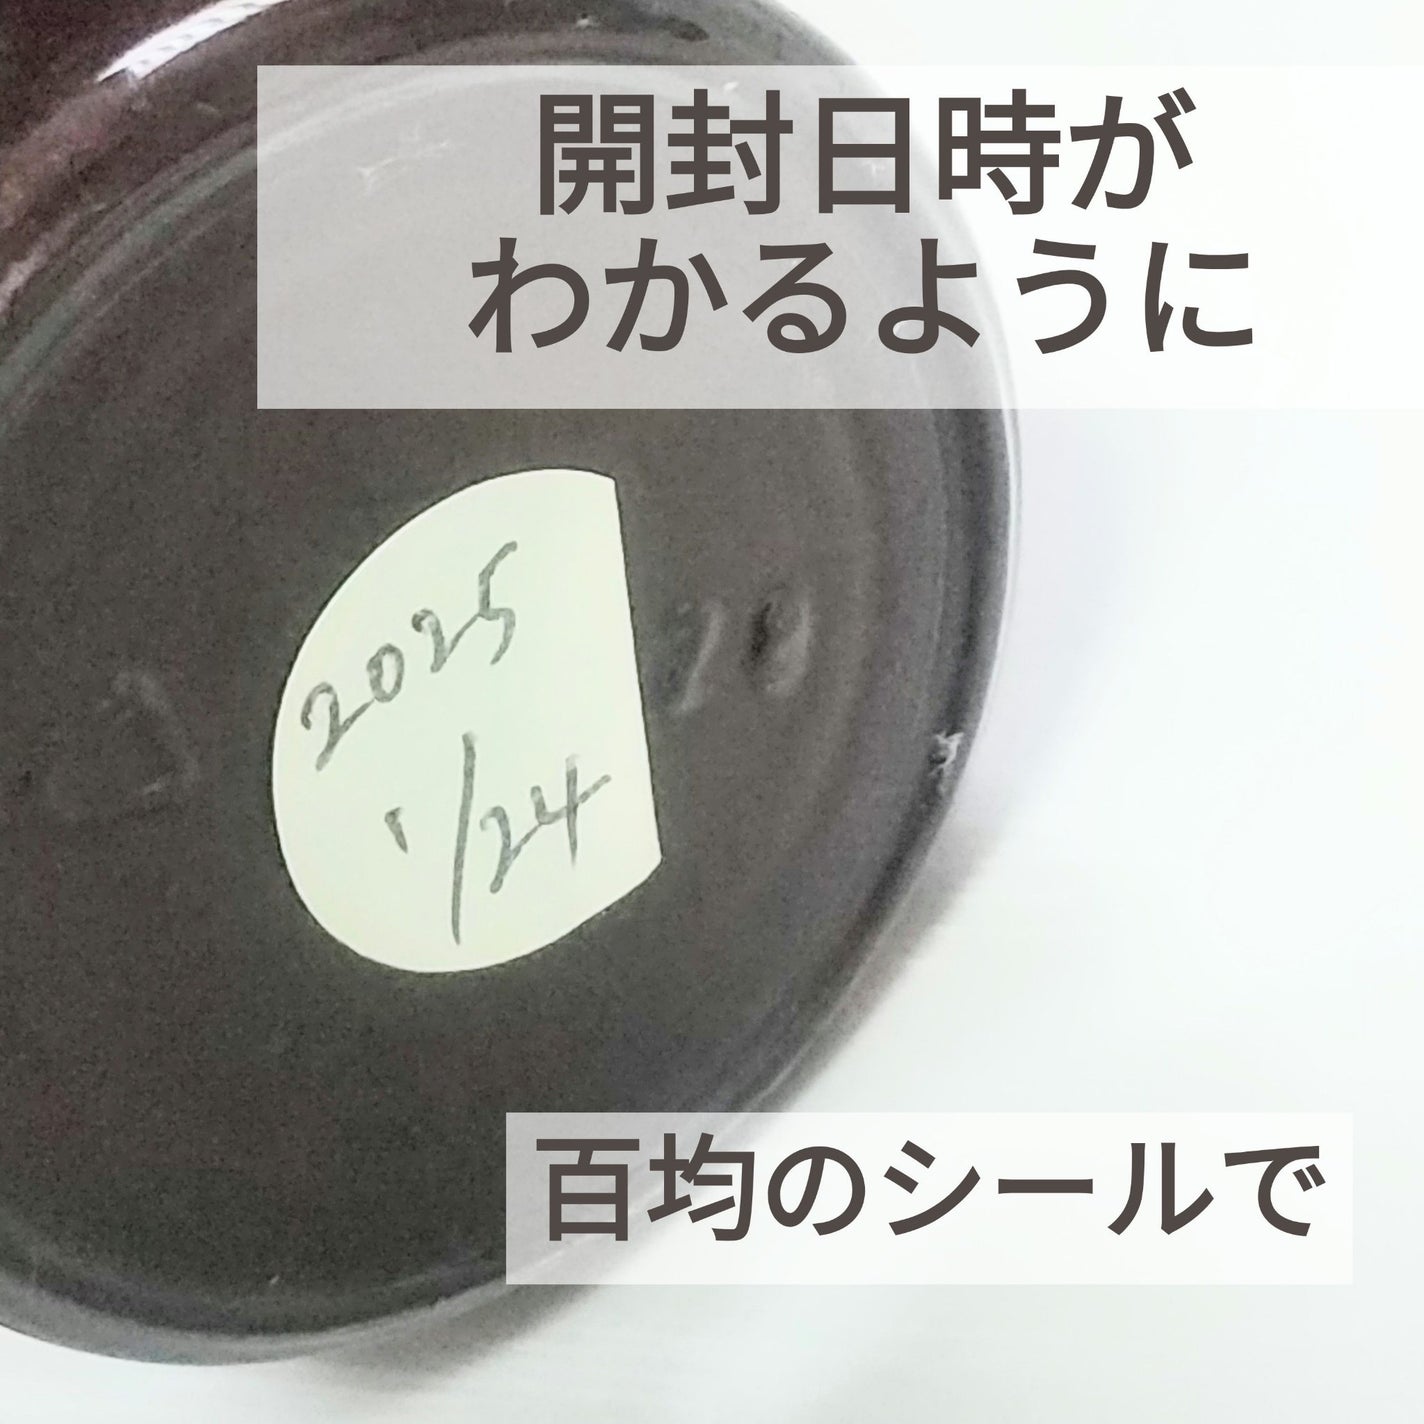 開封日時が
わかるように
2025
1/24
百均のシールで